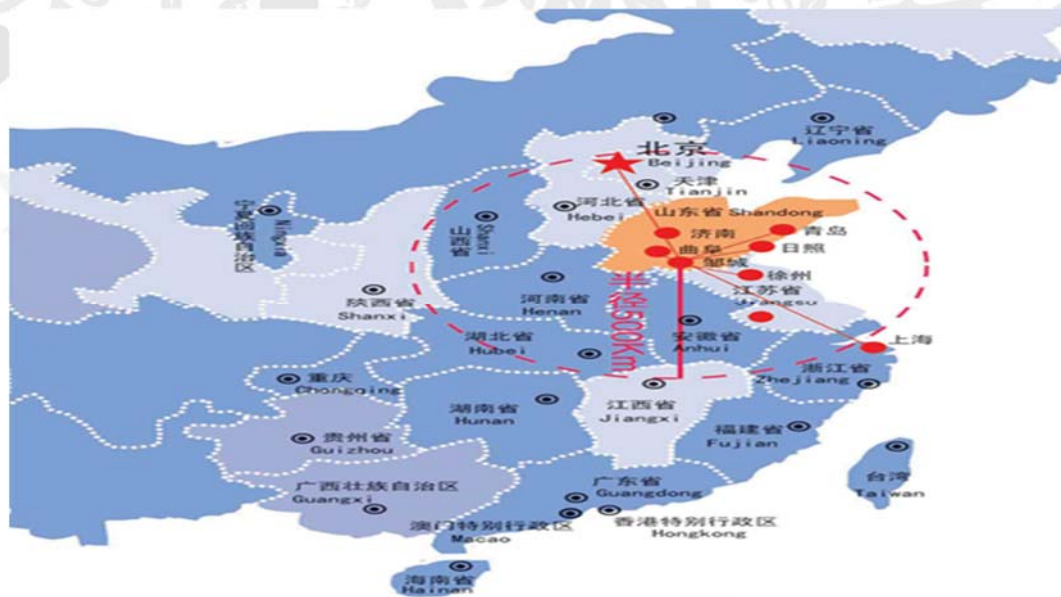 辽宁省
Liaoning
北京
Beijing
天津
Tianjin
河北省
Hebei
山东省 Shandong
宁夏回族自治区
Ningxia
山西省
Shanxi
济南
青岛
曲阜
日照
邹城
徐州
陕西省
Shanxi
河南省
Henan
江苏省
Jiangsu
半径500Km
湖北省
Hubei
安徽省
Anhui
上海
浙江省
Zhejiang
重庆
Chongqing
湖南省
Hunan
江西省
Jiangxi
贵州省
Guizhou
福建省
Fujian
广西壮族自治区
Guangxi
广东省
Guangdong
台湾
Taiwan
澳门特别行政区
Macao
香港特别行政区
Hongkong
海南省
Hainan